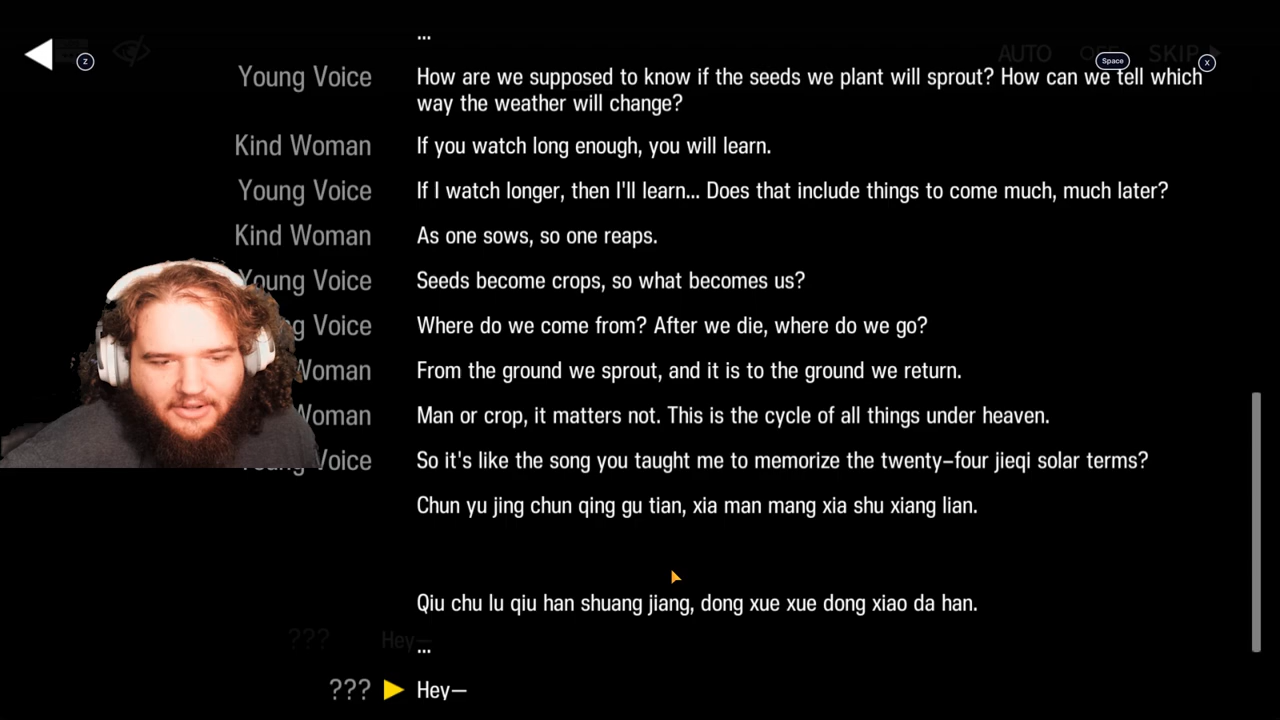 ...
AUTO
SKIP
Z
Space
X
Young Voice
How are we supposed to know if the seeds we plant will sprout? How can we tell which
way the weather will change?
Kind Woman
If you watch long enough, you will learn.
Young Voice
If I watch longer, then I'll learn... Does that include things to come much, much later?
Kind Woman
As one sows, so one reaps.
Young Voice
Seeds become crops, so what becomes us?
Voice
Where do we come from? After we die, where do we go?
Woman
From the ground we sprout, and it is to the ground we return.
Woman
Man or crop, it matters not. This is the cycle of all things under heaven.
Young Voice
So it's like the song you taught me to memorize the twenty-four jieqi solar terms?
Chun yu jing chun qing gu tian, xia man mang xia shu xiang lian.
Qiu chu lu qiu han shuang jiang, dong xue xue dong xiao da han.
??? Hey—
...
??? Hey—